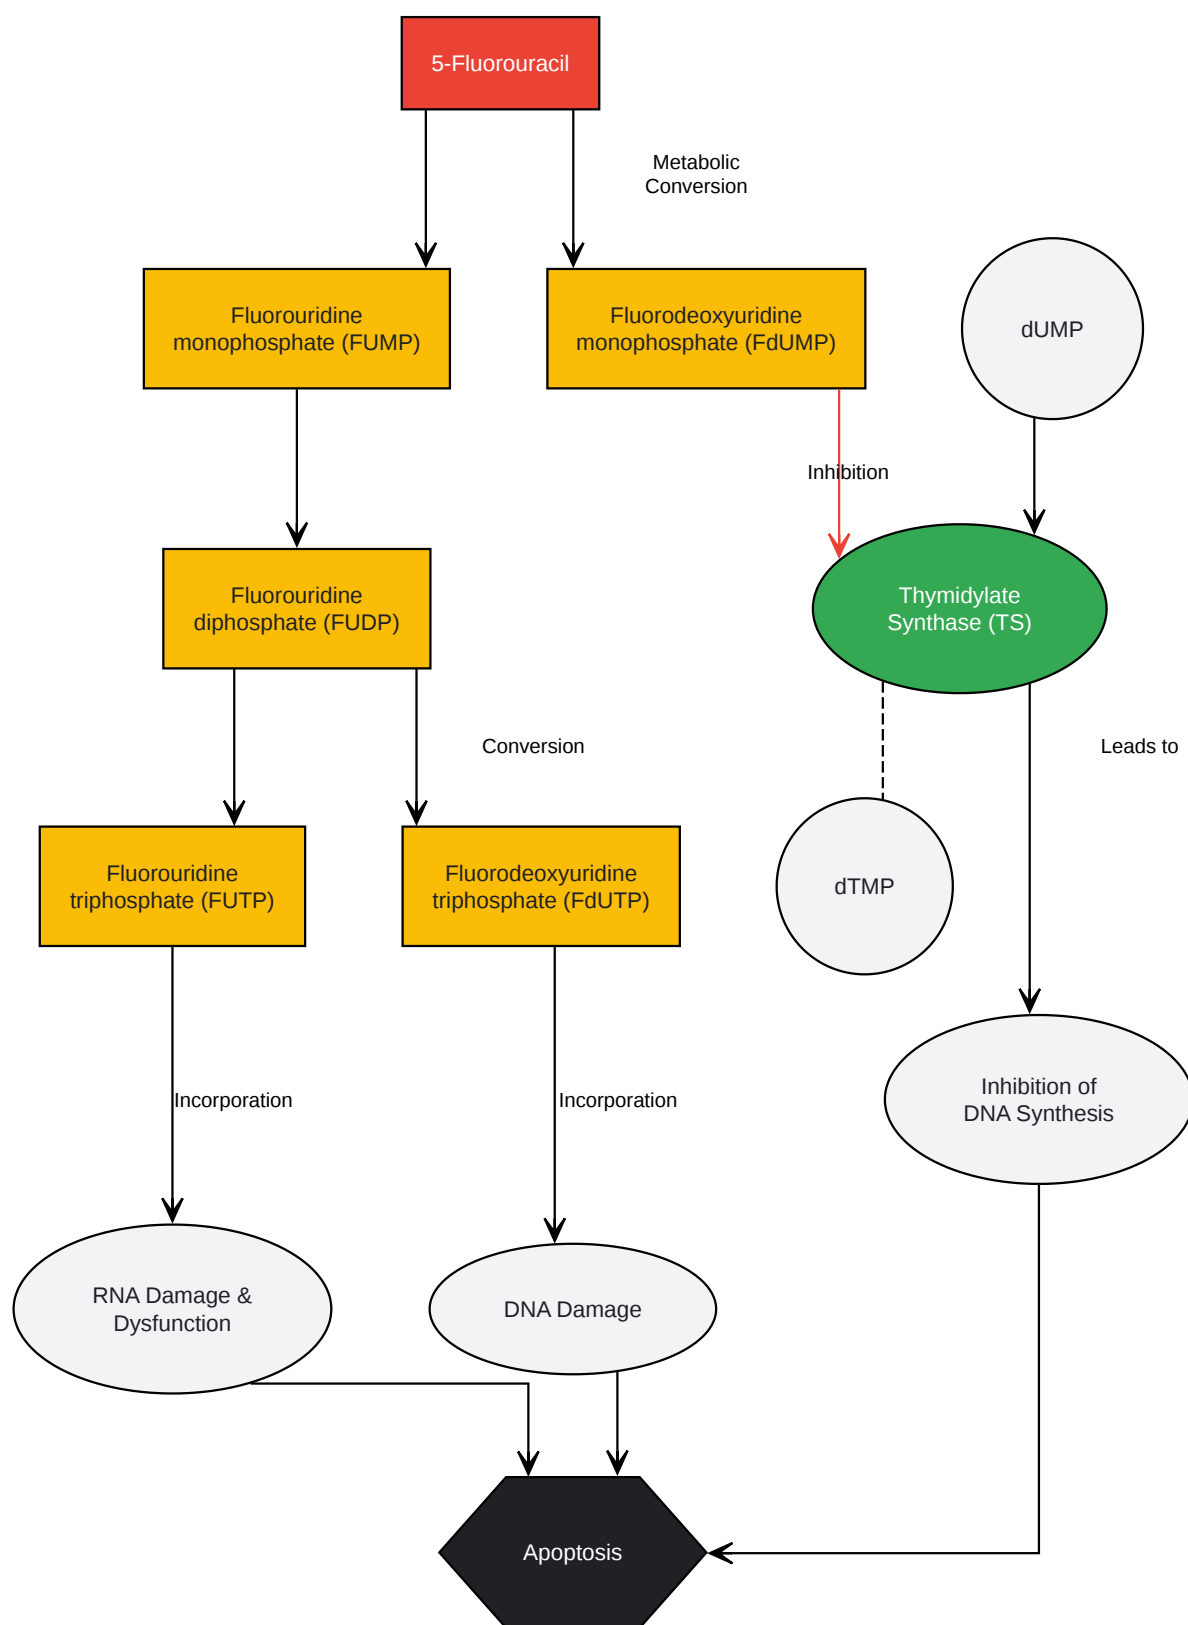 5-Fluorouracil
Metabolic
Conversion
Fluorouridine
monophosphate (FUMP)
Fluorodeoxyuridine
monophosphate (FdUMP)
dUMP
Inhibition
Fluorouridine
diphosphate (FUDP)
Thymidylate
Synthase (TS)
Conversion
Leads to
Fluorouridine
triphosphate (FUTP)
Fluorodeoxyuridine
triphosphate (FdUTP)
dTMP
Incorporation
Incorporation
Inhibition of
DNA Synthesis
RNA Damage &
Dysfunction
DNA Damage
Apoptosis